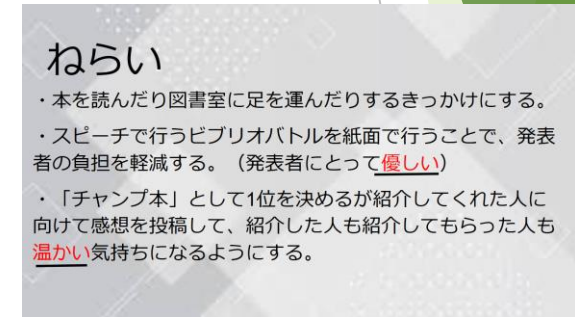 ねらい
・本を読んだり図書室に足を運んだりするきっかけにする。
・スピーチで行うビブリオバトルを紙面で行うことで、発表
者の負担を軽減する。（発表者にとって優しい）
・「チャンプ本」として1位を決めるが紹介してくれた人に
向けて感想を投稿して、紹介した人も紹介してもらった人も
温かい気持ちになるようにする。